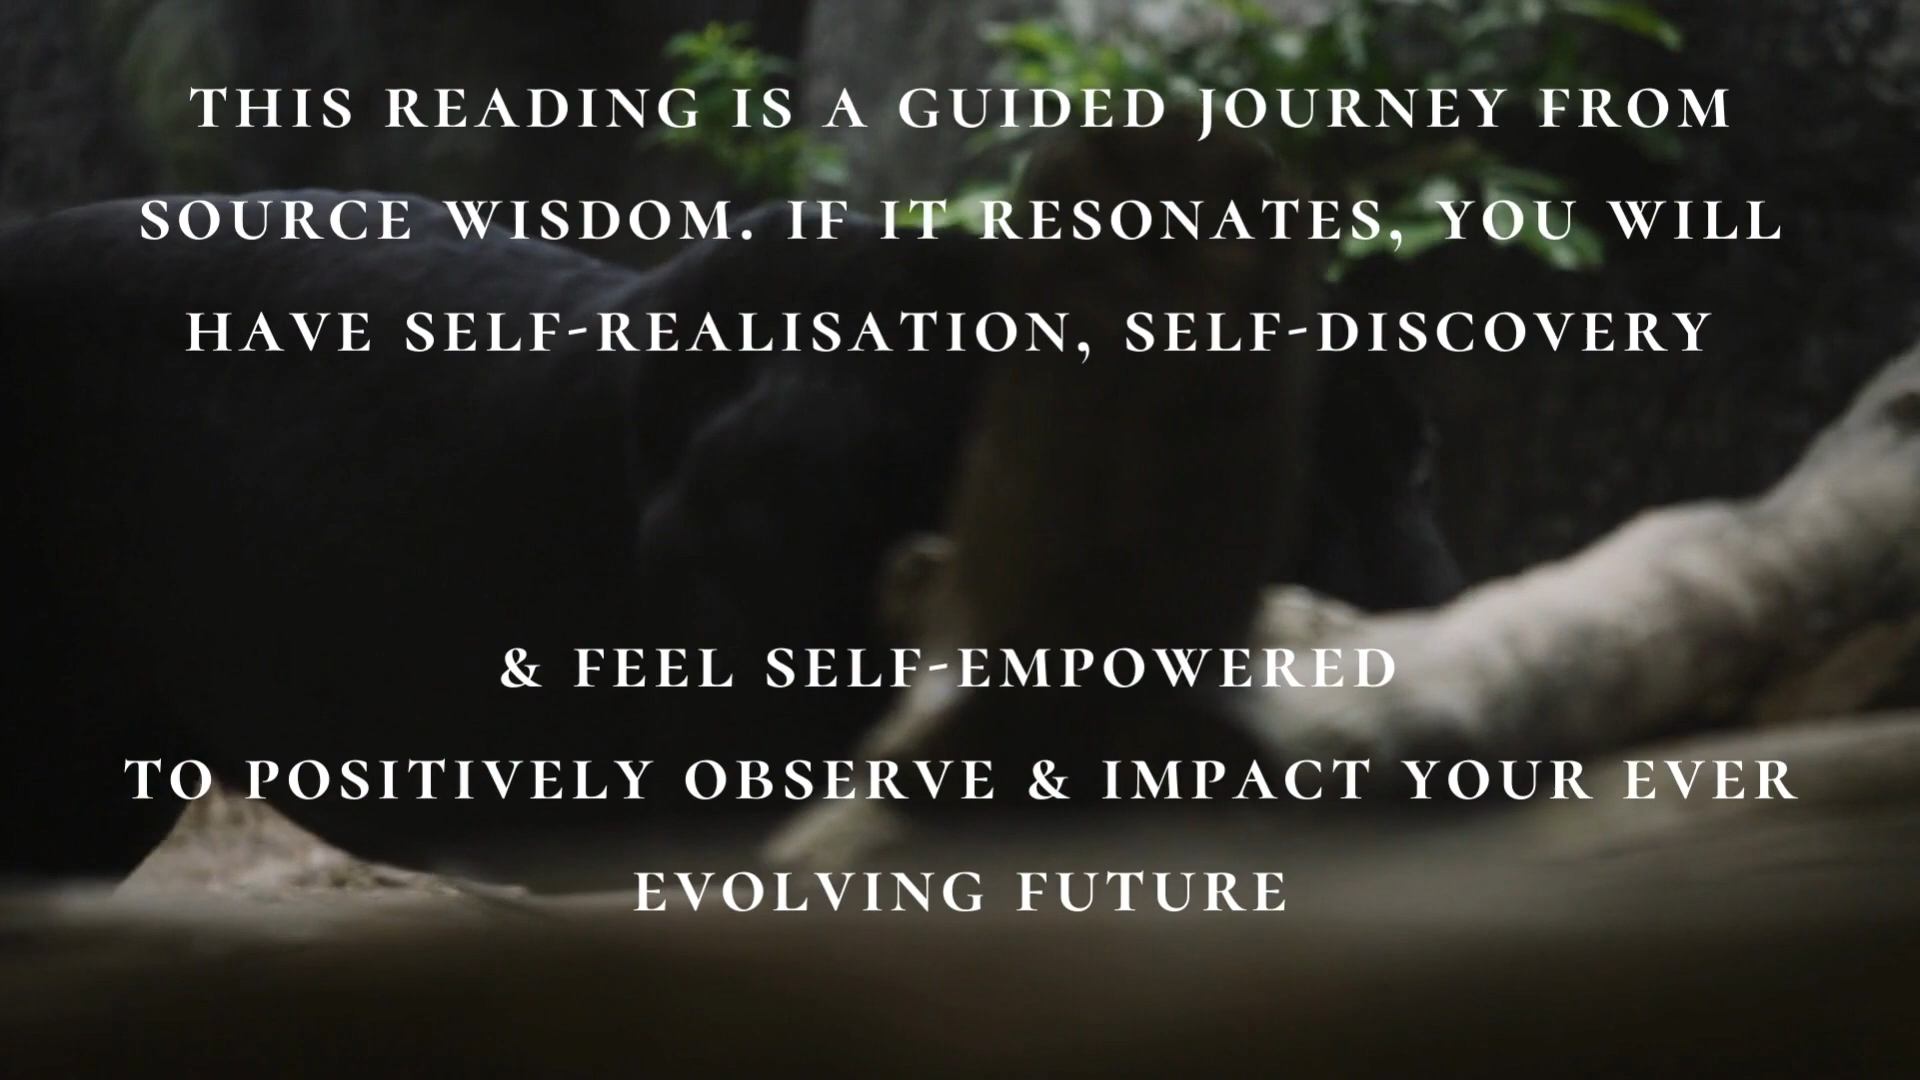 THIS READING IS A GUIDED JOURNEY FROM
SOURCE WISDOM. IF IT RESONATES, YOU WILL
HAVE SELF-REALISATION, SELF-DISCOVERY
& FEEL SELF-EMPOWERED
TO POSITIVELY OBSERVE & IMPACT YOUR EVER
EVOLVING FUTURE